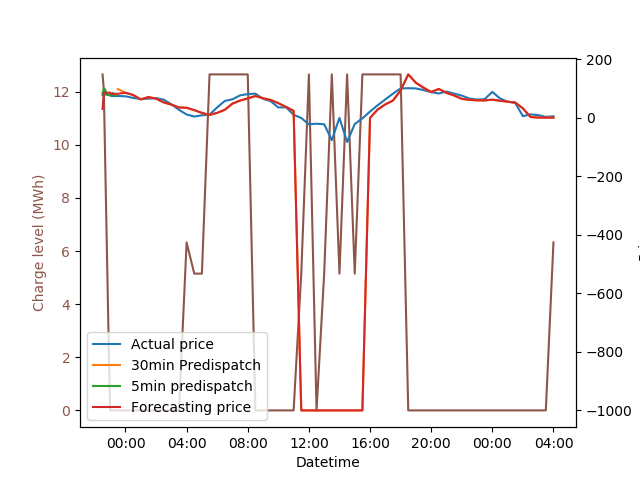 200
12
0
10
−200
8
−400
6
−600
4
−800
2
−1000
0
Charge level (MWh)
Actual price
30min Predispatch
5min predispatch
Forecasting price
00:00 04:00 08:00 12:00 16:00 20:00 00:00 04:00
Datetime